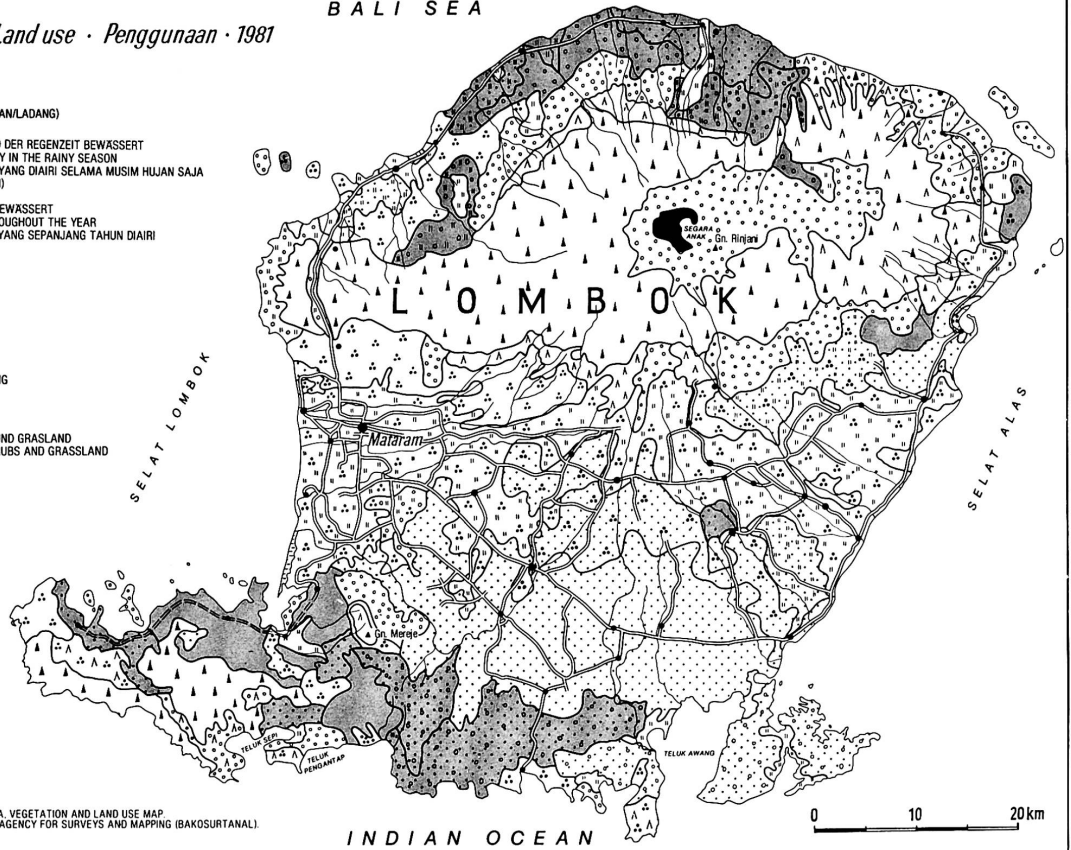 BALI SEA
Land use · Penggunaan · 1981
AN/LADANG)
DER REGENZEIT BEWÄSSERT
Y IN THE RAINY SEASON
YANG DIAIRI SELAMA MUSIM HUJAN SAJA
)
EWÄSSERT
OUGHOUT THE YEAR
YANG SEPANJANG TAHUN DIAIRI
SEGARA
ANAK
Gn. Rinjani
LOMBOK
NG
UND GRASLAND
UBS AND GRASSLAND
SELAT LOMBOK
Mataram
SELAT ALAS
Gn. Mereje
TELUK SEPI
TELUK
PENGANTAP
TELUK AWANG
A. VEGETATION AND LAND USE MAP.
AGENCY FOR SURVEYS AND MAPPING (BAKOSURTANAL).
0 10 20 km
INDIAN OCEAN